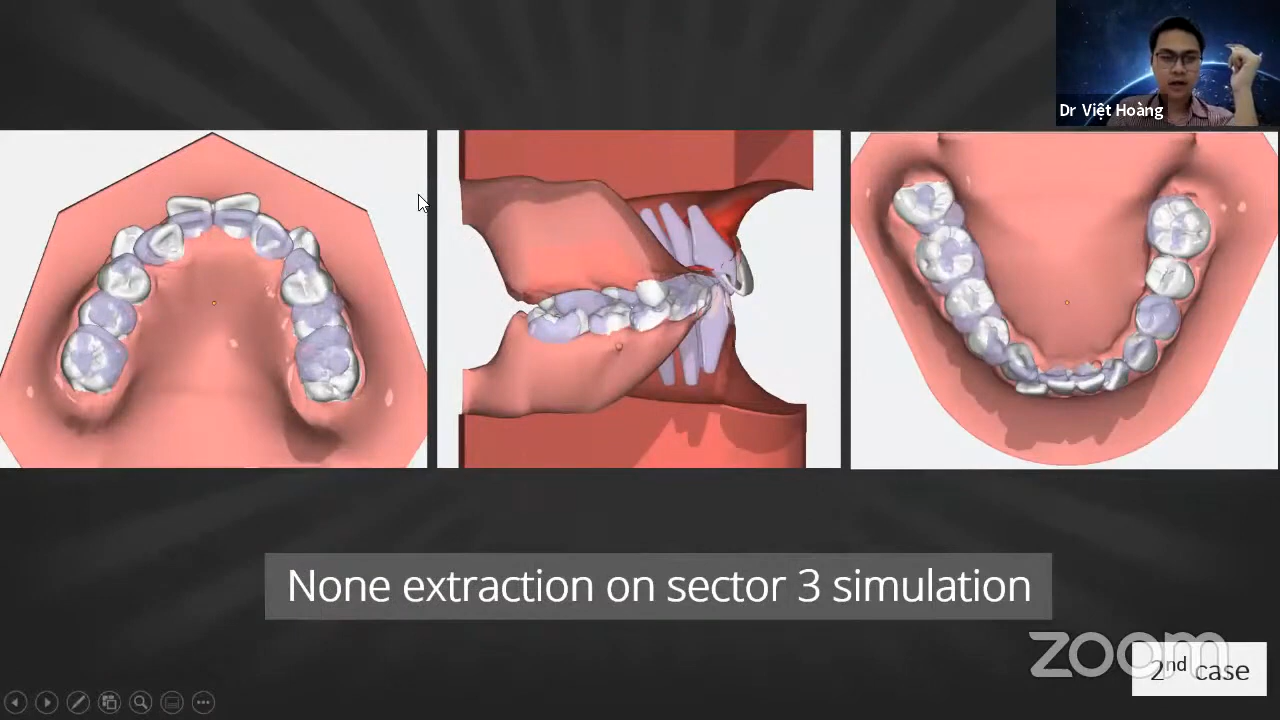 Dr Việt Hoàng
None extraction on sector 3 simulation
zoom
2nd case